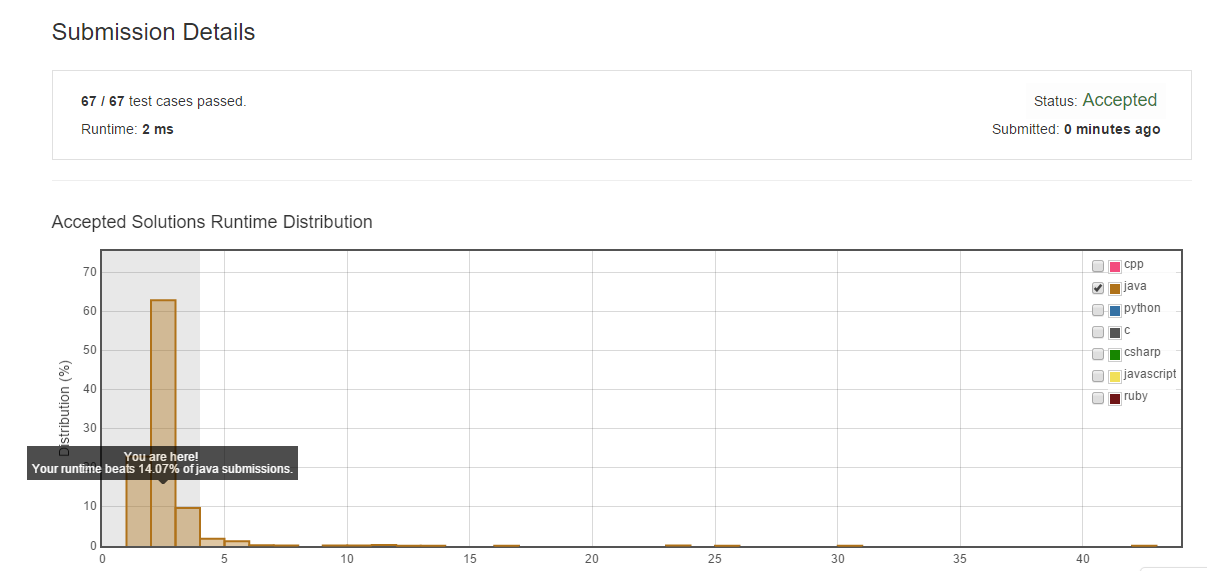 Submission Details
67 / 67 test cases passed.
Status: Accepted
Runtime: 2 ms
Submitted: 0 minutes ago
Accepted Solutions Runtime Distribution
Distribution (%)
70
60
50
40
30
20
10
0
You are here!
Your runtime beats 14.07% of java submissions.
cpp
java
python
c
csharp
javascript
ruby
0
5
10
15
20
25
30
35
40